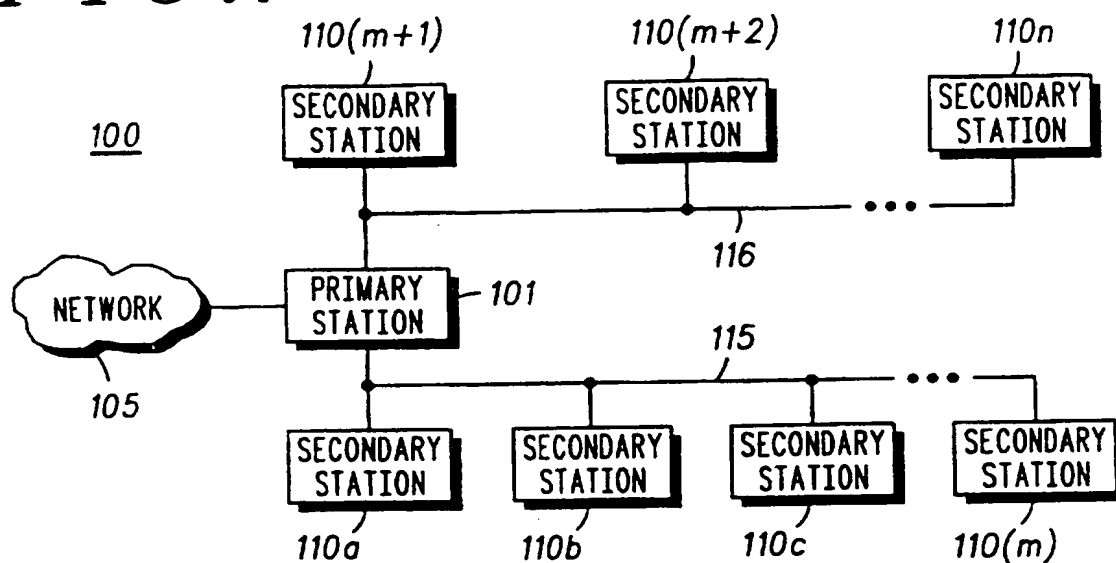 110(m+1)
110(m+2)
110n
SECONDARY
STATION
SECONDARY
STATION
SECONDARY
STATION
100
116
NETWORK
PRIMARY
STATION
101
105
115
SECONDARY
STATION
SECONDARY
STATION
SECONDARY
STATION
SECONDARY
STATION
110a
110b
110c
110(m)